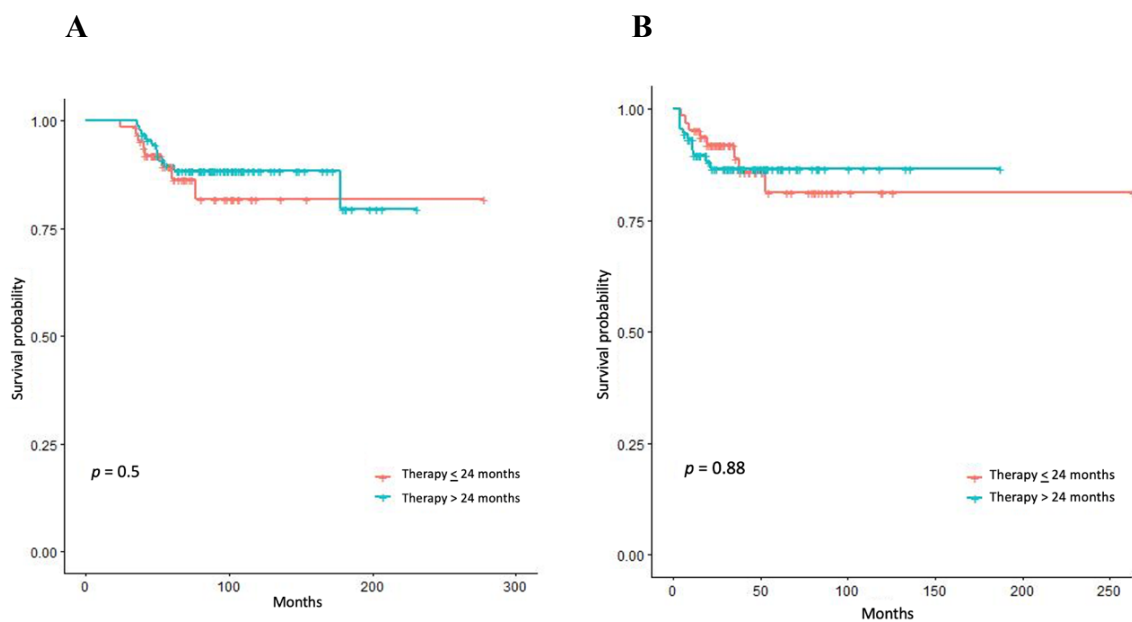 A
1.00
0.75
0.50
0.25
0.00
Survival probability
p = 0.5
Therapy ≤ 24 months
Therapy > 24 months
0
100
200
300
Months
B
1.00
0.75
0.50
0.25
0.00
Survival probability
p = 0.88
Therapy ≤ 24 months
Therapy > 24 months
0
50
100
150
200
250
Months